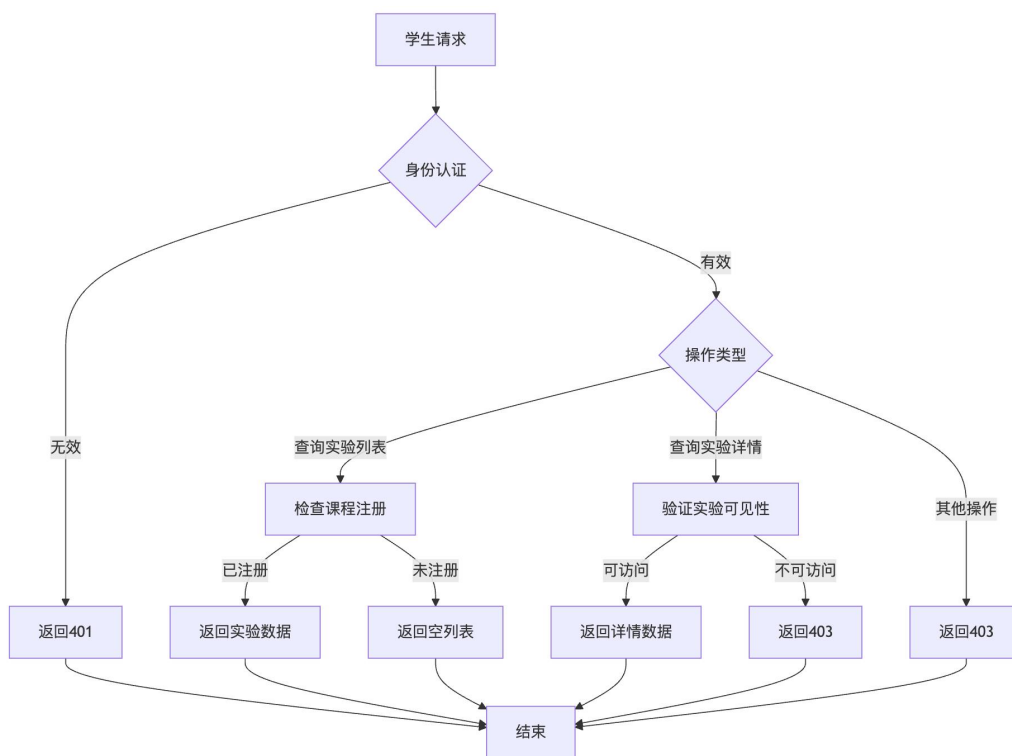 学生请求
身份认证
有效
操作类型
无效
查询实验列表
查询实验详情
检查课程注册
验证实验可见性
其他操作
已注册
未注册
可访问
不可访问
返回401
返回实验数据
返回空列表
返回详情数据
返回403
返回403
结束